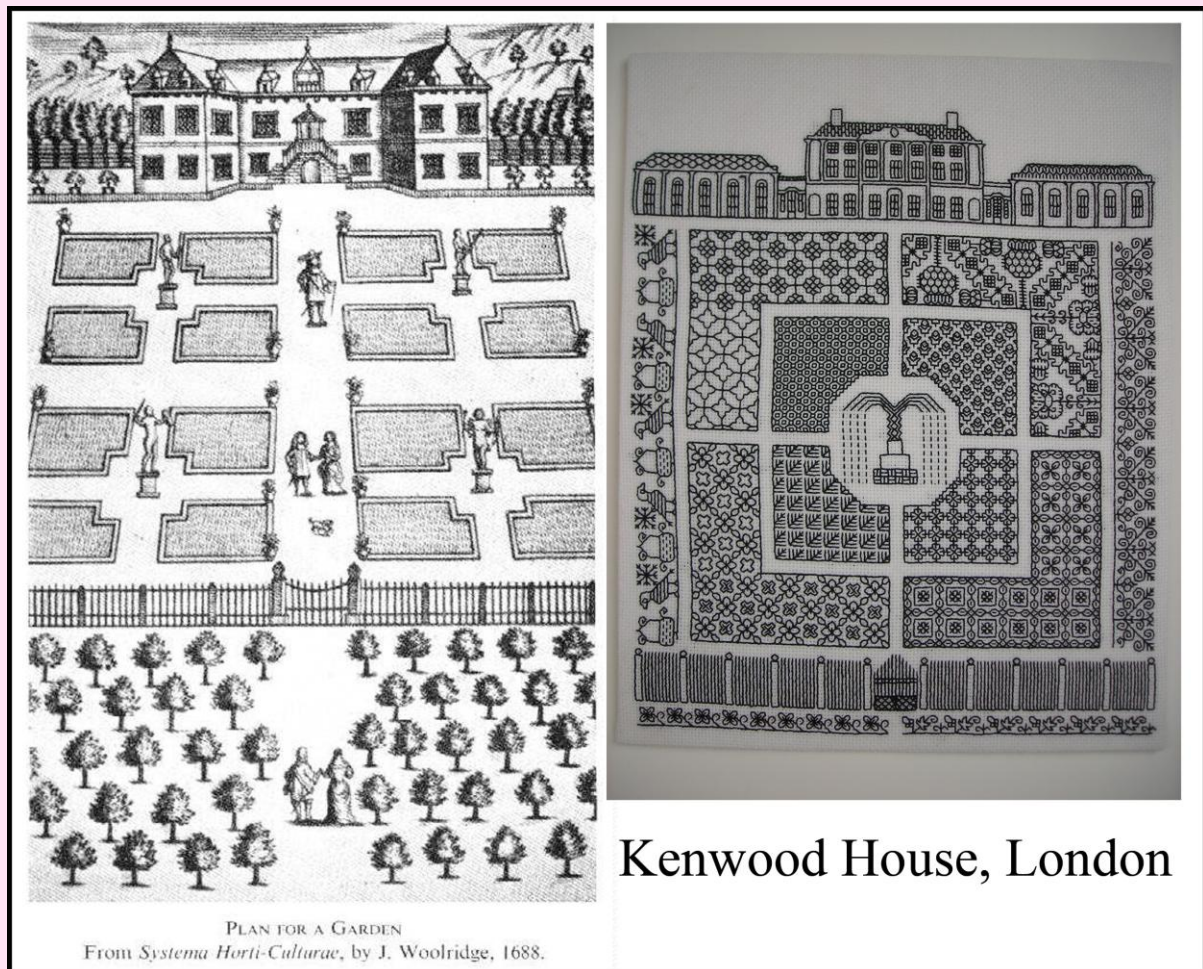 PLAN FOR A GARDEN
From Systema Horti-Culturae, by J. Woolridge, 1688.
Kenwood House, London